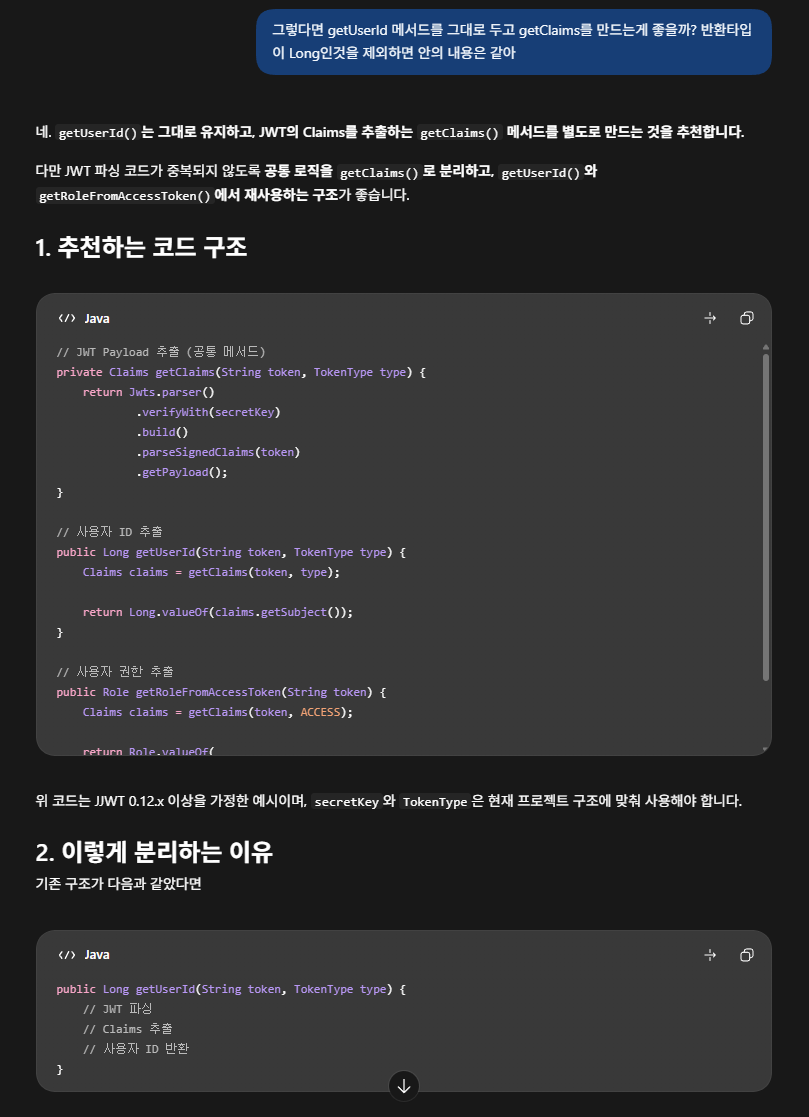 그렇다면 getUserId 메서드를 그대로 두고 getClaims를 만드는게 좋을까? 반환타입
이 Long인것을 제외하면 안의 내용은 같아
네. getUserId() 는 그대로 유지하고, JWT의 Claims를 추출하는 getClaims() 메서드를 별도로 만드는 것을 추천합니다.
다만 JWT 파싱 코드가 중복되지 않도록 공통 로직을 getClaims() 로 분리하고, getUserId() 와
getRoleFromAccessToken() 에서 재사용하는 구조가 좋습니다.
1. 추천하는 코드 구조
</> Java
// JWT Payload 추출 (공통 메서드)
private Claims getClaims(String token, TokenType type) {
    return Jwts.parser()
            .verifyWith(secretKey)
            .build()
            .parseSignedClaims(token)
            .getPayload();
}
// 사용자 ID 추출
public Long getUserId(String token, TokenType type) {
    Claims claims = getClaims(token, type);
    return Long.valueOf(claims.getSubject());
}
// 사용자 권한 추출
public Role getRoleFromAccessToken(String token) {
    Claims claims = getClaims(token, ACCESS);
    return Role.valueOf(
위 코드는 JJWT 0.12.x 이상을 가정한 예시이며, secretKey 와 TokenType 은 현재 프로젝트 구조에 맞춰 사용해야 합니다.
2. 이렇게 분리하는 이유
기존 구조가 다음과 같았다면
</> Java
public Long getUserId(String token, TokenType type) {
    // JWT 파싱
    // Claims 추출
    // 사용자 ID 반환
}